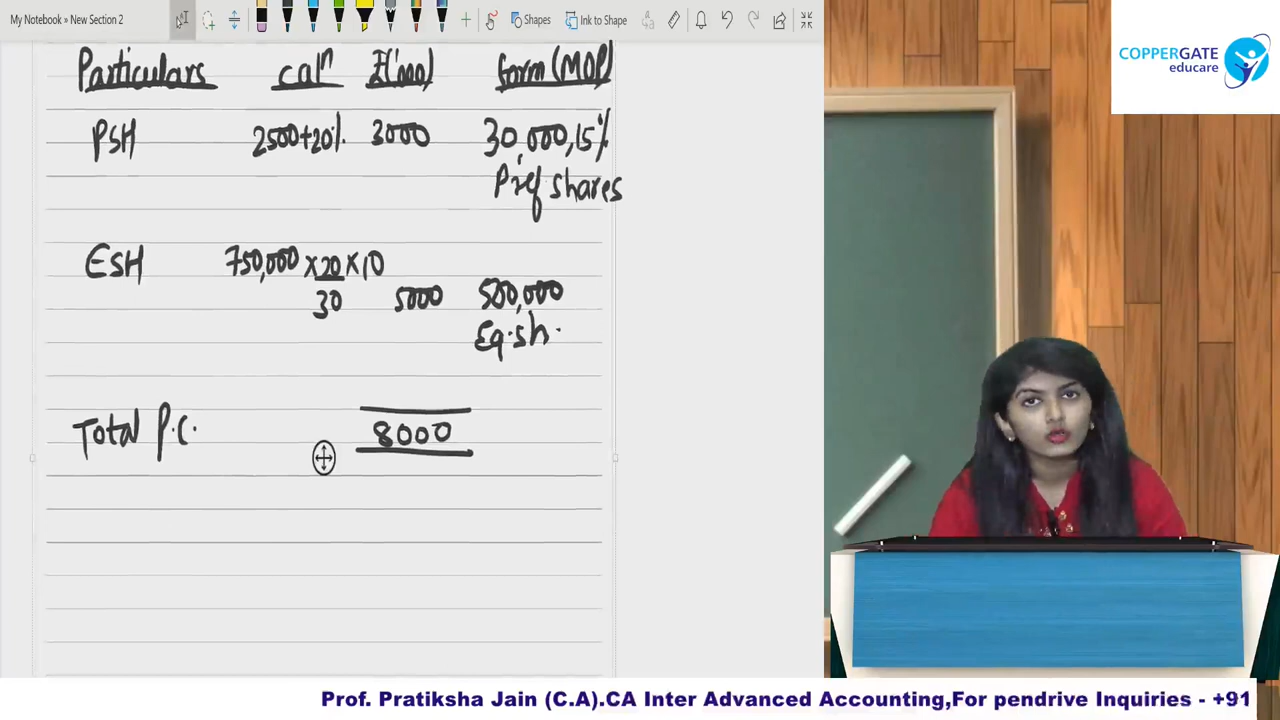 My Notebook » New Section 2
Shapes
Ink to Shape
COPPERGATE
educare
Particulars calⁿ ₹('000) form (MOP)
PSH 2500+20% 3000 30,000, 15%
Pref shares
ESH 750,000 × 20 × 10
30 5000 500,000
Eq. sh.
Total P.C. 8000
Prof. Pratiksha Jain (C.A).CA Inter Advanced Accounting,For pendrive Inquiries - +91